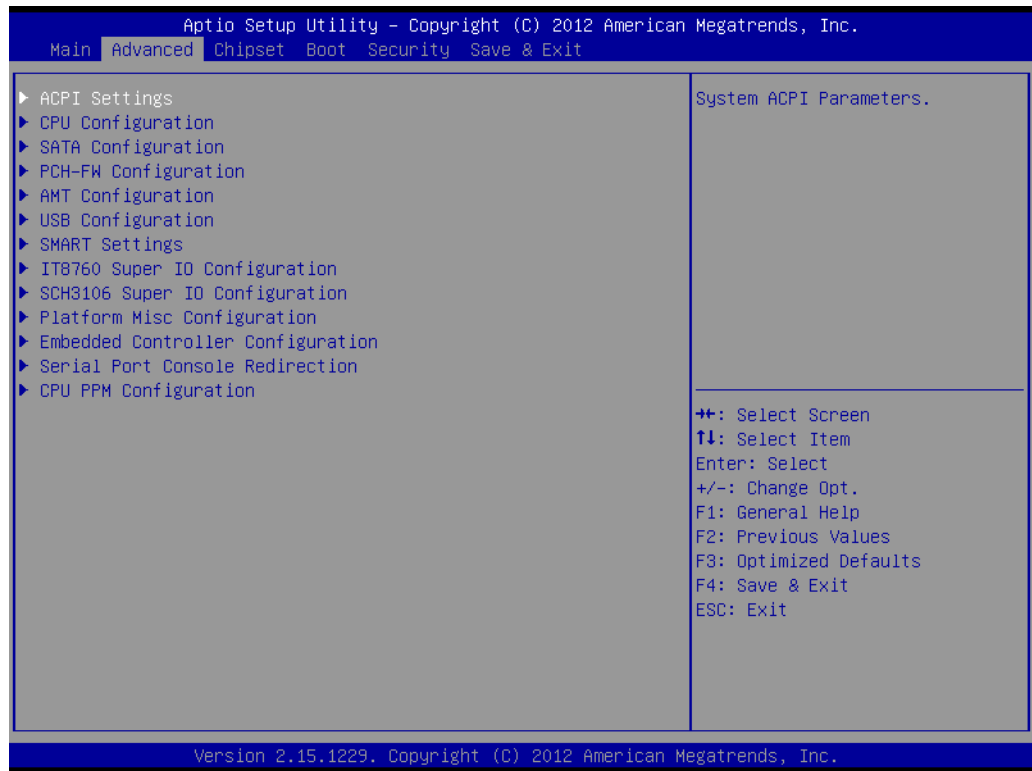 Aptio Setup Utility – Copyright (C) 2012 American Megatrends, Inc.
Main Advanced Chipset Boot Security Save & Exit
▶ ACPI Settings
▶ CPU Configuration
▶ SATA Configuration
▶ PCH-FW Configuration
▶ AMT Configuration
▶ USB Configuration
▶ SMART Settings
▶ IT8760 Super IO Configuration
▶ SCH3106 Super IO Configuration
▶ Platform Misc Configuration
▶ Embedded Controller Configuration
▶ Serial Port Console Redirection
▶ CPU PPM Configuration
System ACPI Parameters.
→←: Select Screen
↑↓: Select Item
Enter: Select
+/-: Change Opt.
F1: General Help
F2: Previous Values
F3: Optimized Defaults
F4: Save & Exit
ESC: Exit
Version 2.15.1229. Copyright (C) 2012 American Megatrends, Inc.